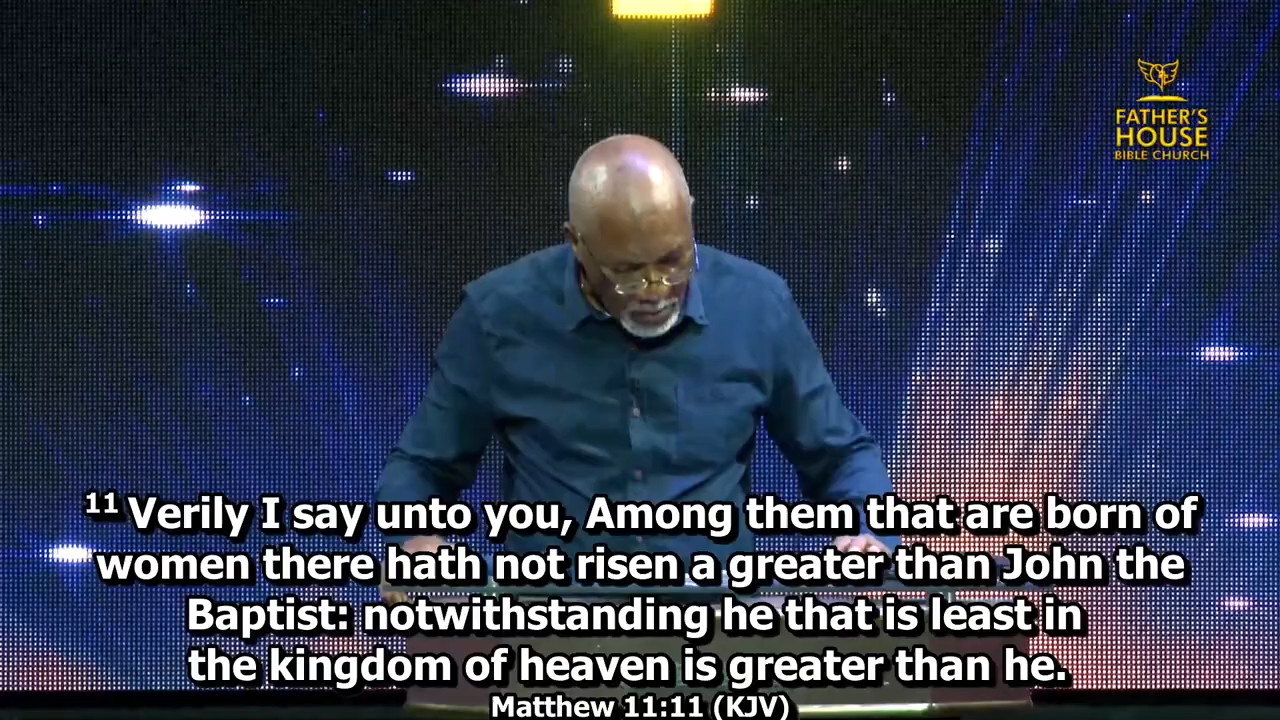 FATHER'S
HOUSE
BIBLE CHURCH
11 Verily I say unto you, Among them that are born of
women there hath not risen a greater than John the
Baptist: notwithstanding he that is least in
the kingdom of heaven is greater than he.
Matthew 11:11 (KJV)